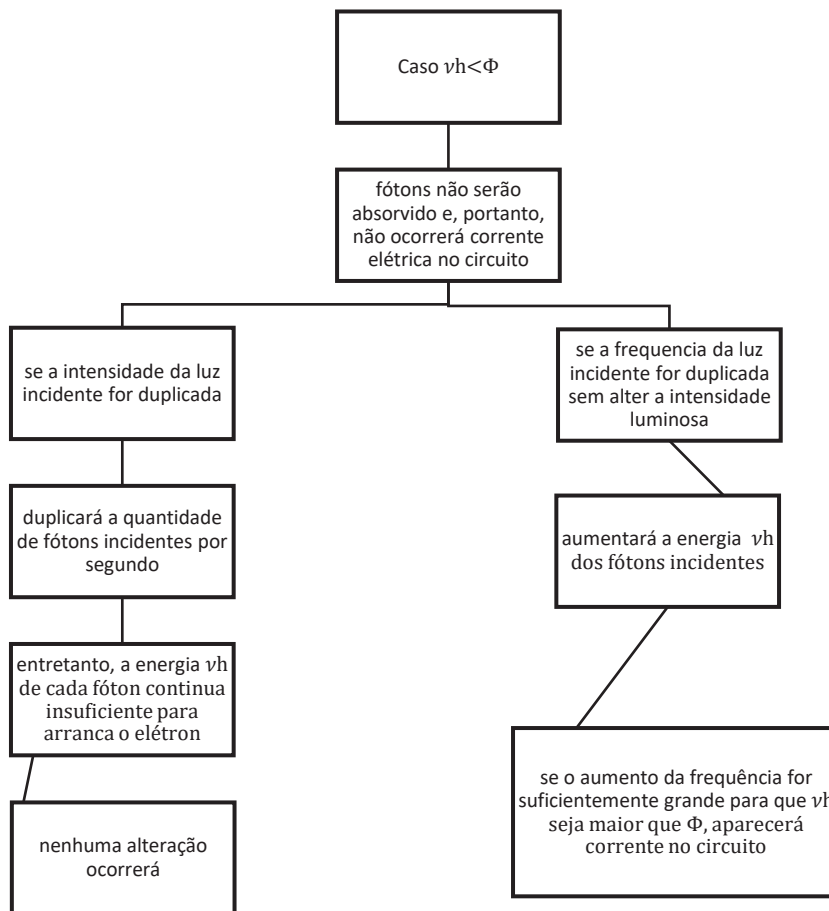 Caso νh<Φ
fótons não serão
absorvido e, portanto,
não ocorrerá corrente
elétrica no circuito
se a intensidade da luz
incidente for duplicada
duplicará a quantidade
de fótons incidentes por
segundo
entretanto, a energia νh
de cada fóton continua
insuficiente para
arranca o elétron
nenhuma alteração
ocorrerá
se a frequencia da luz
incidente for duplicada
sem alter a intensidade
luminosa
aumentará a energia νh
dos fótons incidentes
se o aumento da frequência for
suficientemente grande para que νh
seja maior que Φ, aparecerá
corrente no circuito